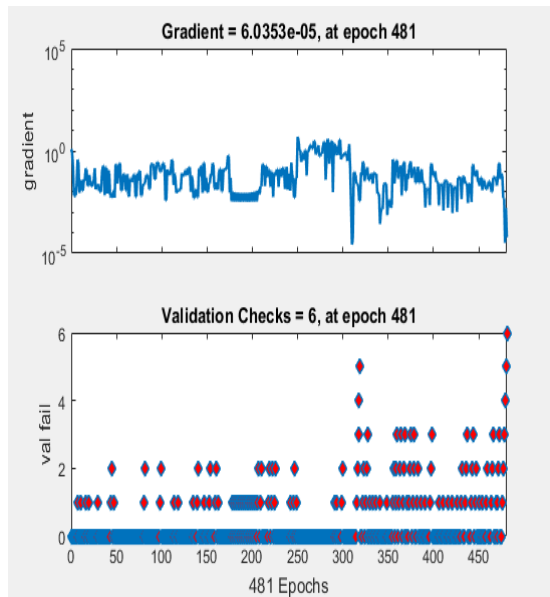 Gradient = 6.0353e-05, at epoch 481
10^5
10^0
10^-5
gradient
Validation Checks = 6, at epoch 481
6
4
2
0
val fail
0 50 100 150 200 250 300 350 400 450
481 Epochs